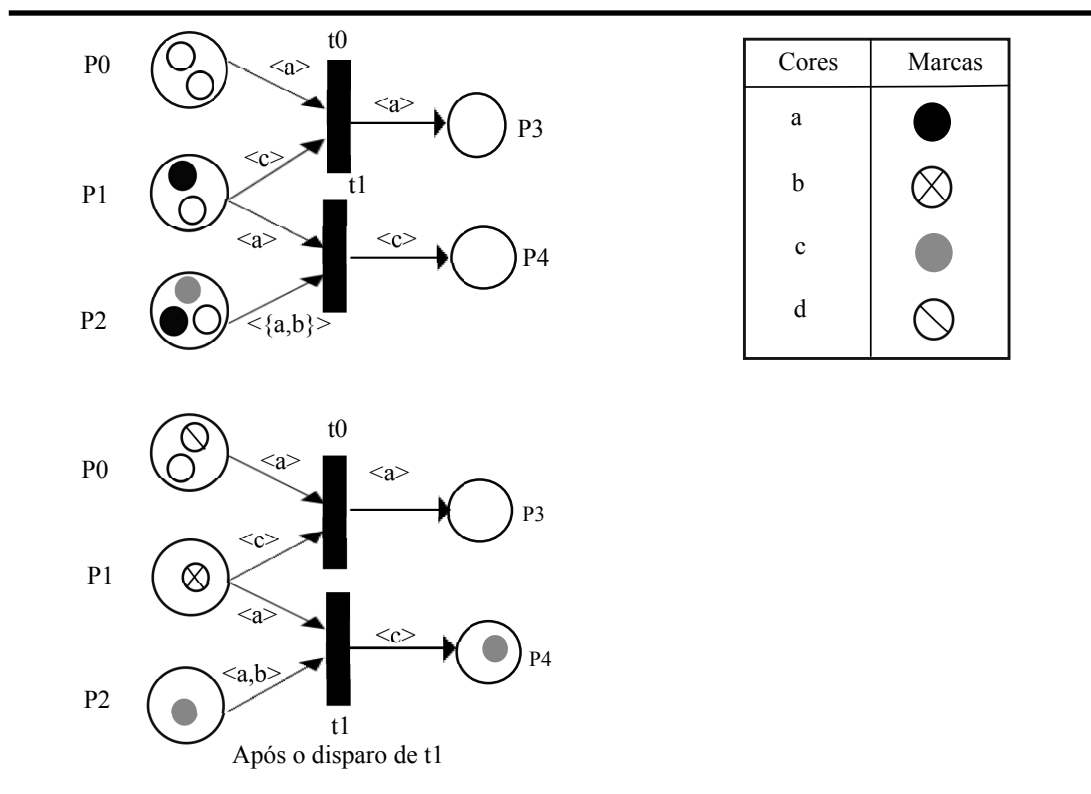 t0
P0
<a>
<a>
P3
<c>
P1
t1
<a>
<c>
P4
P2
<{a,b}>
Cores Marcas
a
b
c
d
t0
P0
<a>
<a>
P3
<c>
P1
<a>
<c>
P4
P2
<a,b>
t1
Após o disparo de t1